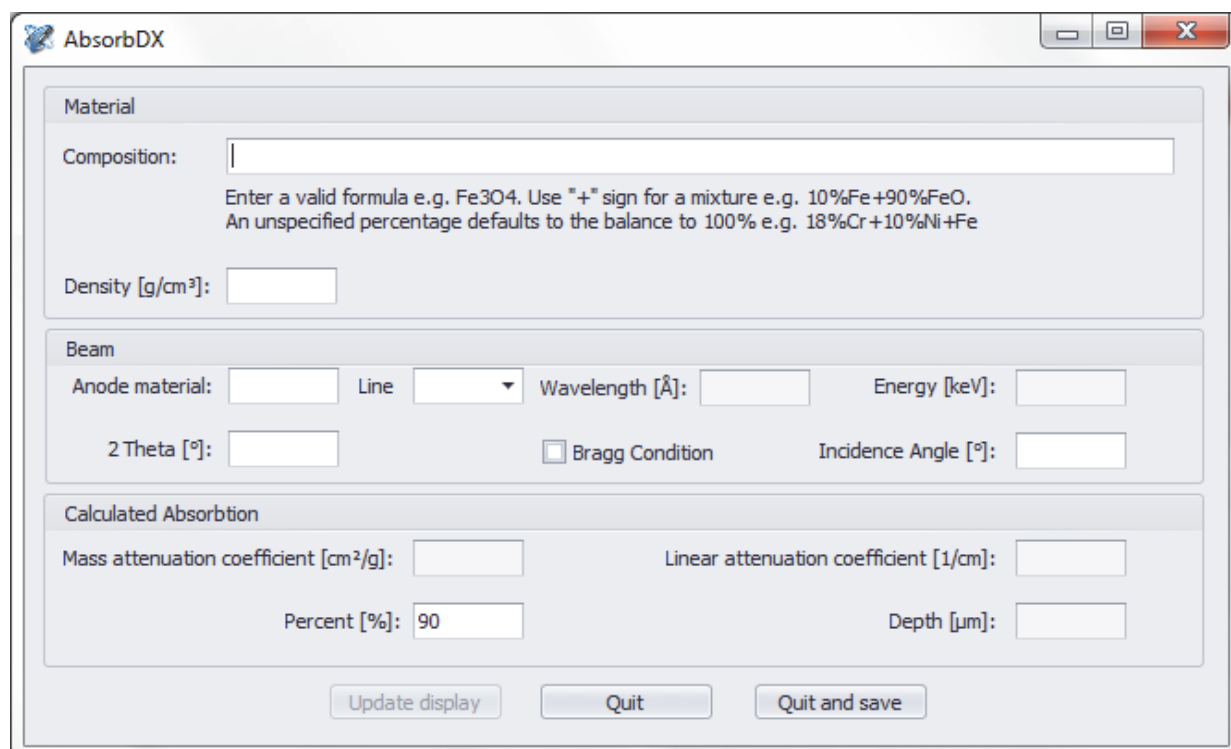 AbsorbDX
Material
Composition:
Enter a valid formula e.g. Fe3O4. Use "+" sign for a mixture e.g. 10%Fe+90%FeO.
An unspecified percentage defaults to the balance to 100% e.g. 18%Cr+10%Ni+Fe
Density [g/cm³]:
Beam
Anode material: Line Wavelength [Å]: Energy [keV]:
2 Theta [°]: Bragg Condition Incidence Angle [°]:
Calculated Absorbtion
Mass attenuation coefficient [cm²/g]: Linear attenuation coefficient [1/cm]:
Percent [%]: 90 Depth [µm]:
Update display Quit Quit and save